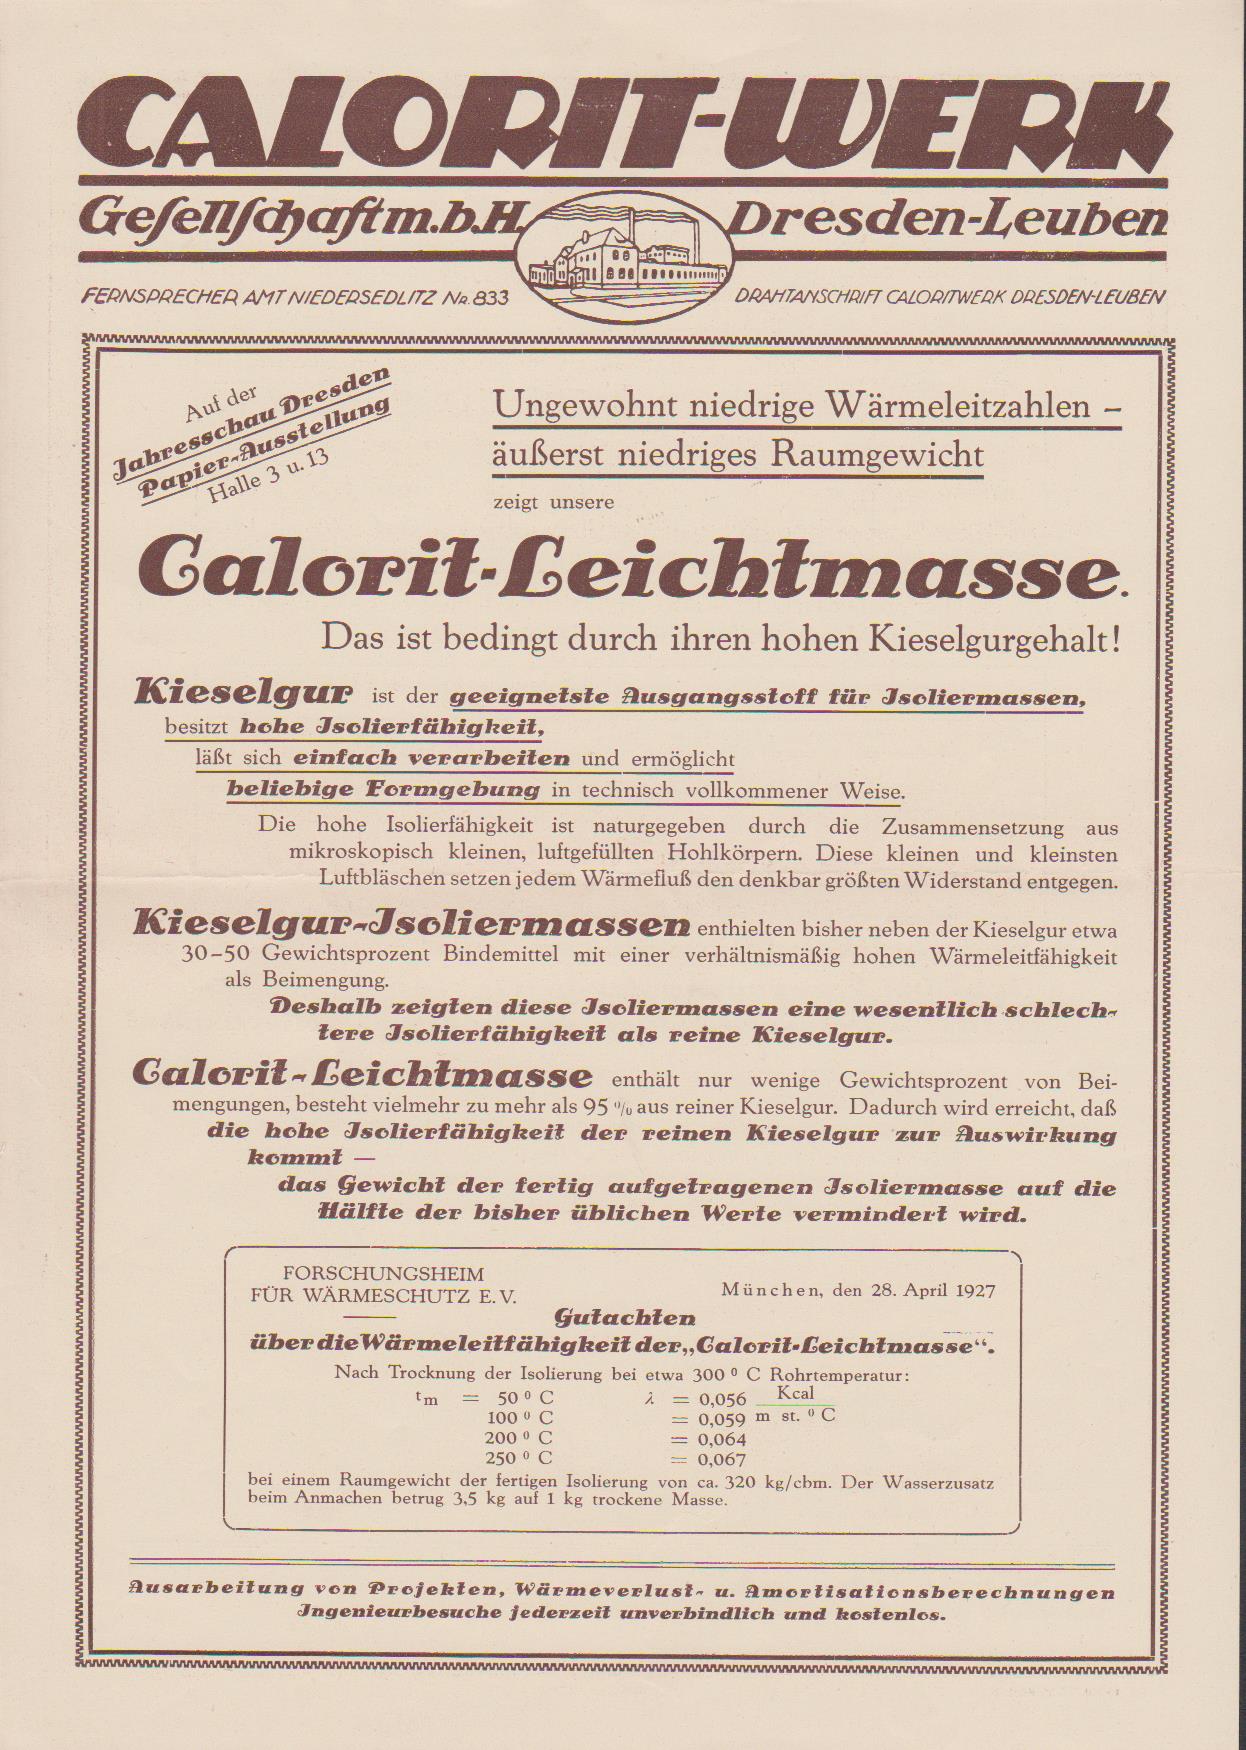 CALORIT-WERK
Gesellschaft m.b.H.
Dresden-Leuben
FERNSPRECHER AMT NIEDERSEDLITZ Nr. 833
DRAHTANSCHRIFT CALORITWERK DRESDEN-LEUBEN
Auf der
Jahresschau Dresden
Papier-Ausstellung
Halle 3 u. 13
Ungewohnt niedrige Wärmeleitzahlen –
äußerst niedriges Raumgewicht
zeigt unsere
Calorit-Leichtmasse.
Das ist bedingt durch ihren hohen Kieselgurgehalt!
Kieselgur ist der geeignetste Ausgangsstoff für Isoliermassen,
besitzt hohe Isolierfähigkeit,
läßt sich einfach verarbeiten und ermöglicht
beliebige Formgebung in technisch vollkommener Weise.
Die hohe Isolierfähigkeit ist naturgegeben durch die Zusammensetzung aus
mikroskopisch kleinen, luftgefüllten Hohlkörpern. Diese kleinen und kleinsten
Luftbläschen setzen jedem Wärmefluß den denkbar größten Widerstand entgegen.
Kieselgur-Isoliermassen enthielten bisher neben der Kieselgur etwa
30–50 Gewichtsprozent Bindemittel mit einer verhältnismäßig hohen Wärmeleitfähigkeit
als Beimengung.
Deshalb zeigten diese Isoliermassen eine wesentlich schlech-
tere Isolierfähigkeit als reine Kieselgur.
Calorit-Leichtmasse enthält nur wenige Gewichtsprozent von Bei-
mengungen, besteht vielmehr zu mehr als 95 % aus reiner Kieselgur. Dadurch wird erreicht, daß
die hohe Isolierfähigkeit der reinen Kieselgur zur Auswirkung
kommt —
das Gewicht der fertig aufgetragenen Isoliermasse auf die
Hälfte der bisher üblichen Werte vermindert wird.
FORSCHUNGSHEIM
FÜR WÄRMESCHUTZ E.V.
München, den 28. April 1927
Gutachten
über die Wärmeleitfähigkeit der „Calorit-Leichtmasse“.
Nach Trocknung der Isolierung bei etwa 300 ⁰ C Rohrtemperatur:
tm = 50 ⁰ C λ = 0,056 Kcal
100 ⁰ C = 0,059 m st. ⁰ C
200 ⁰ C = 0,064
250 ⁰ C = 0,067
bei einem Raumgewicht der fertigen Isolierung von ca. 320 kg/cbm. Der Wasserzusatz
beim Anmachen betrug 3,5 kg auf 1 kg trockene Masse.
Ausarbeitung von Projekten, Wärmeverlust- u. Amortisationsberechnungen
Ingenieurbesuche jederzeit unverbindlich und kostenlos.